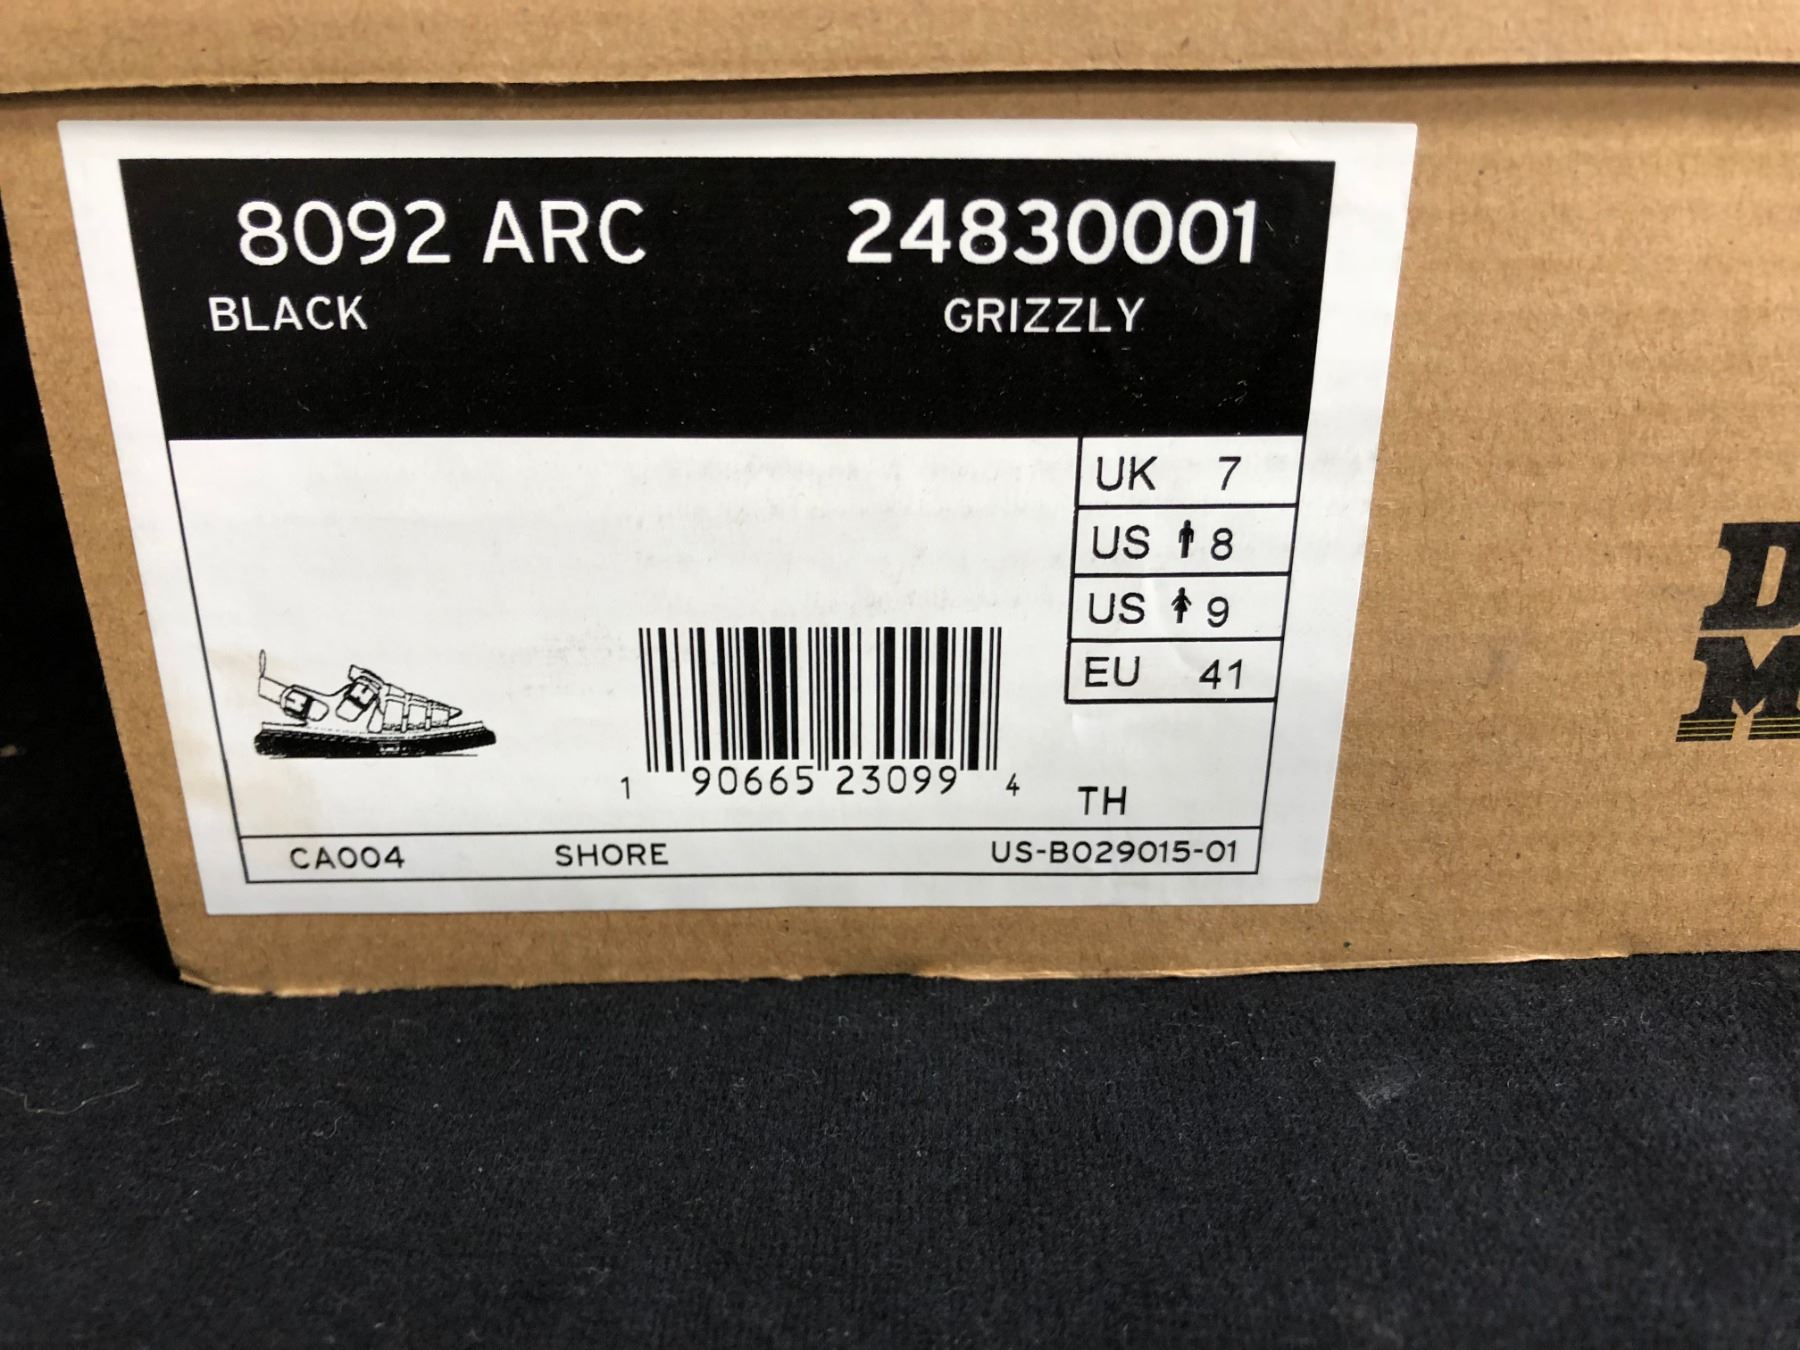 8092 ARC 24830001
BLACK GRIZZLY
UK 7
US 8
US 9
EU 41
1 90665 23099 4
TH
CA004 SHORE US-B029015-01